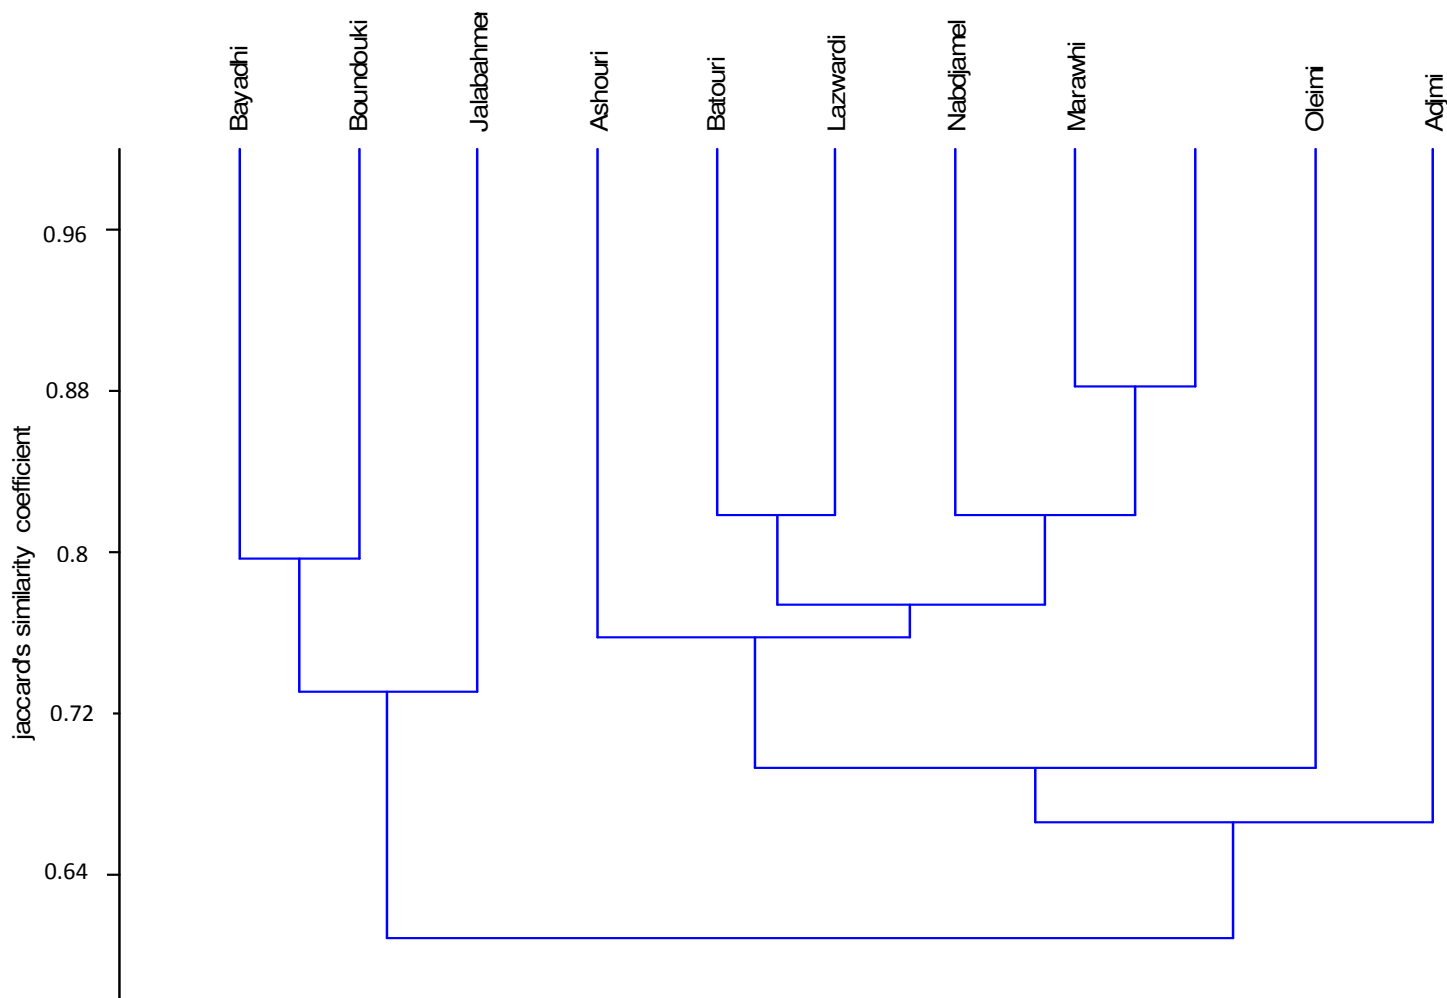 Bayadhi
Boundouki
Jalabahmer
Ashouri
Batouri
Lazwardi
Nabdjamel
Marawhi
Oleimi
Adjmi
0.96
0.88
0.8
0.72
0.64
jaccard's similarity coefficient